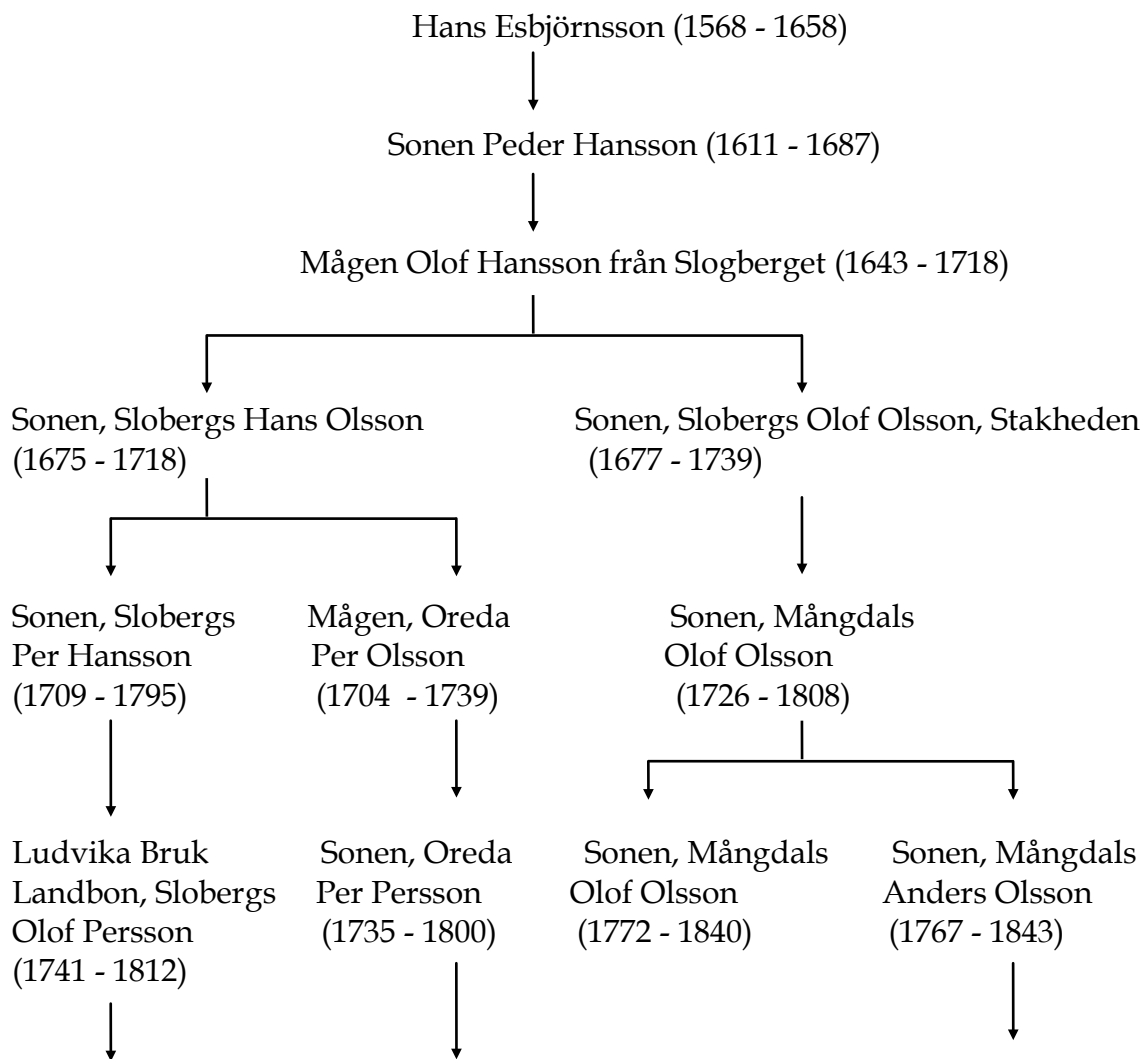 Hans Esbjörnsson (1568 - 1658)
Sonen Peder Hansson (1611 - 1687)
Mågen Olof Hansson från Slogberget (1643 - 1718)
Sonen, Slobergs Hans Olsson
(1675 - 1718)
Sonen, Slobergs Olof Olsson, Stakheden
(1677 - 1739)
Sonen, Slobergs
Per Hansson
(1709 - 1795)
Mågen, Oreda
Per Olsson
(1704 - 1739)
Sonen, Mångdals
Olof Olsson
(1726 - 1808)
Ludvika Bruk
Landbon, Slobergs
Olof Persson
(1741 - 1812)
Sonen, Oreda
Per Persson
(1735 - 1800)
Sonen, Mångdals
Olof Olsson
(1772 - 1840)
Sonen, Mångdals
Anders Olsson
(1767 - 1843)